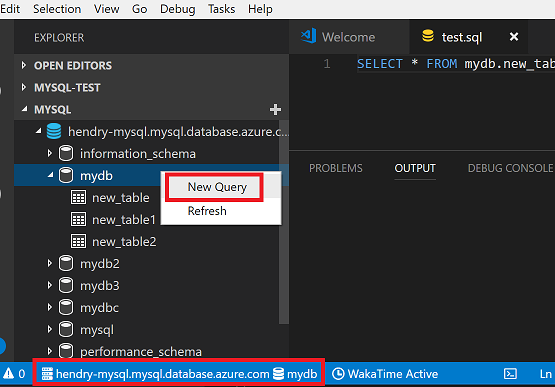 Edit Selection View Go Debug Tasks Help
EXPLORER
OPEN EDITORS
MYSQL-TEST
MYSQL
hendry-mysql.mysql.database.azure.c...
information_schema
mydb
new_table
new_table1
new_table2
mydb2
mydb3
mydbc
mysql
performance_schema
New Query
Refresh
Welcome
test.sql
1 SELECT * FROM mydb.new_tab
PROBLEMS OUTPUT DEBUG CONSOLE
0 hendry-mysql.mysql.database.azure.com mydb WakaTime Active Ln